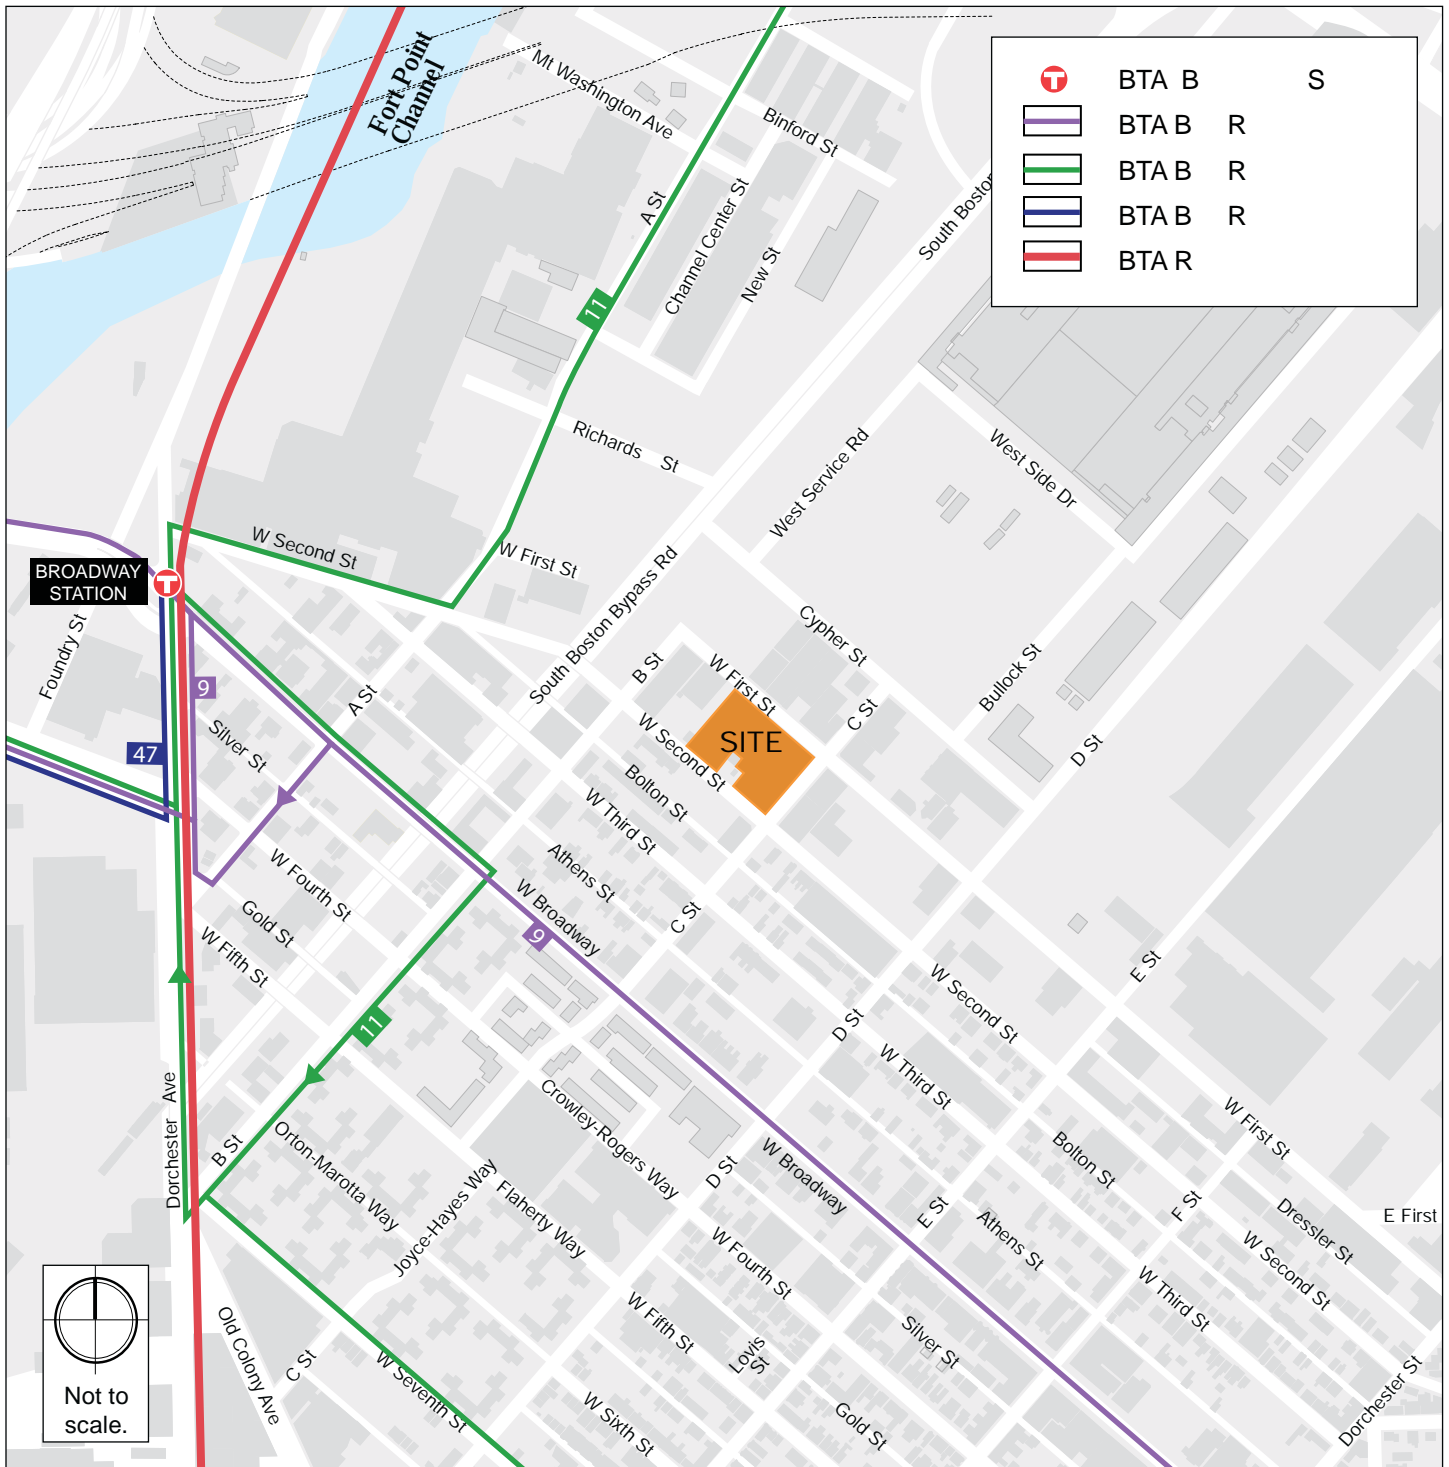 Fort Point
Channel
Mt Washington Ave
Binford St
A St
Channel Center St
New St
South Boston
T BTA B S
BTA B R
BTA B R
BTA B R
BTA R
11
Richards St
West Service Rd
West Side Dr
W Second St
W First St
BROADWAY
STATION
T
South Boston Bypass Rd
Foundry St
Cypher St
B St
W First St
Bullock St
9
A St
C St
Silver St
47
SITE
W Second St
D St
Bolton St
W Third St
Athens St
W Fourth St
W Broadway
Gold St
C St
9
W Fifth St
W Second St
E St
11
D St
W Third St
Dorchester Ave
B St
Crowley-Rogers Way
W First St
Orton-Marotta Way
Bolton St
D St
W Broadway
Joyce-Hayes Way
Flaherty Way
E St
F St
Athens St
Dressler St
E First
W Fourth St
W Second St
W Third St
Not to
scale.
Old Colony Ave
C St
W Fifth St
Lovis
St
Silver St
W Seventh St
W Sixth St
Gold St
Dorchester St